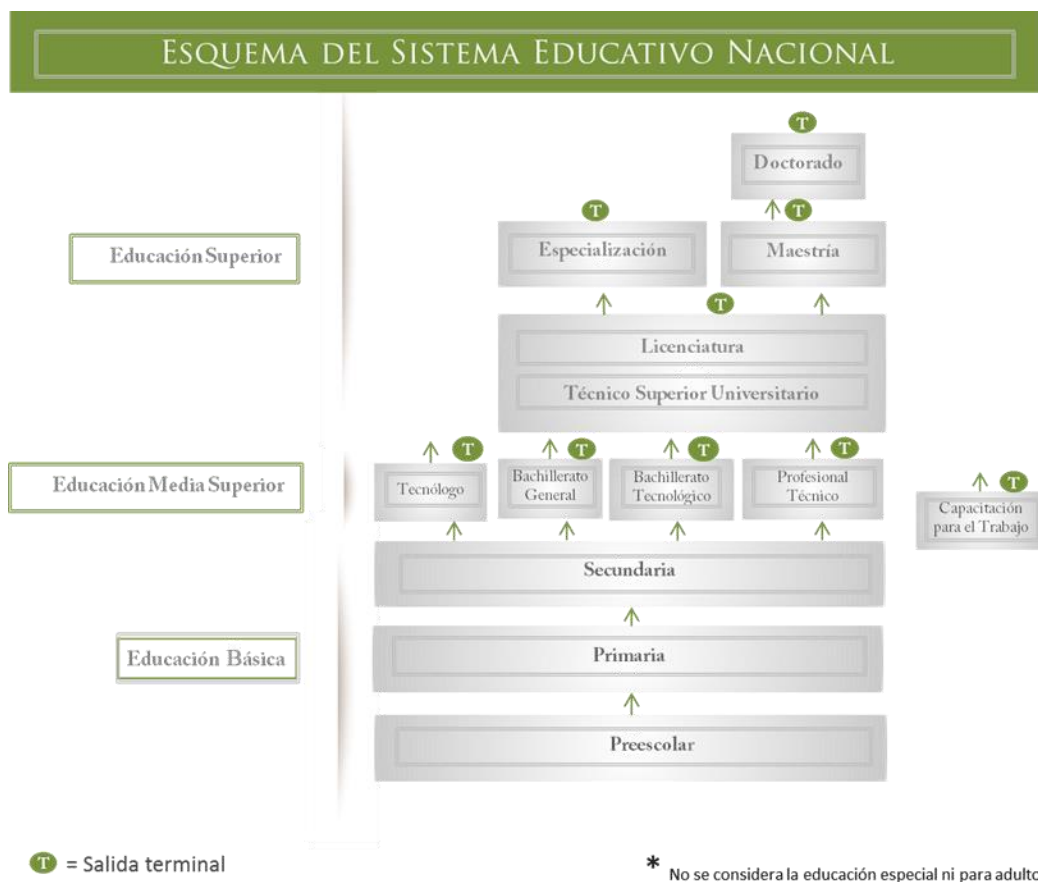 ESQUEMA DEL SISTEMA EDUCATIVO NACIONAL
T
Doctorado
T
T
Educación Superior
Especialización
Maestría
T
Licenciatura
Técnico Superior Universitario
T
T
T
T
Educación Media Superior
Tecnólogo
Bachillerato
General
Bachillerato
Tecnológico
Profesional
Técnico
T
Capacitación
para el Trabajo
Secundaria
Educación Básica
Primaria
Preescolar
T = Salida terminal
* No se considera la educación especial ni para adulto